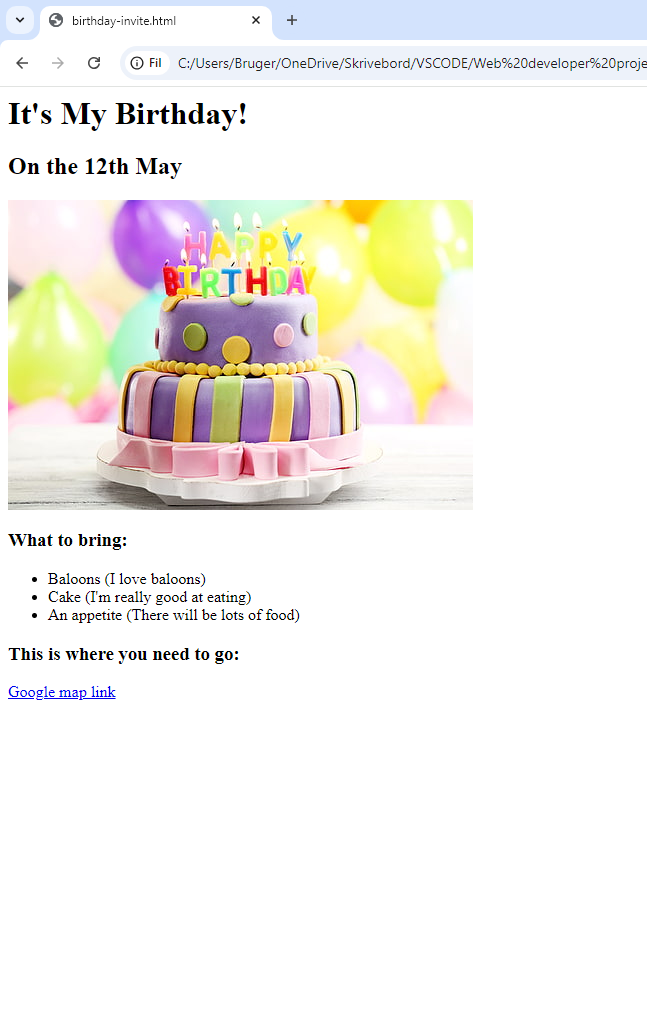 birthday-invite.html
Fil C:/Users/Bruger/OneDrive/Skrivebord/VSCODE/Web%20developer%20proje
It's My Birthday!
On the 12th May
HAPPY
BIRTHDAY
What to bring:
Baloons (I love baloons)
Cake (I'm really good at eating)
An appetite (There will be lots of food)
This is where you need to go:
Google map link